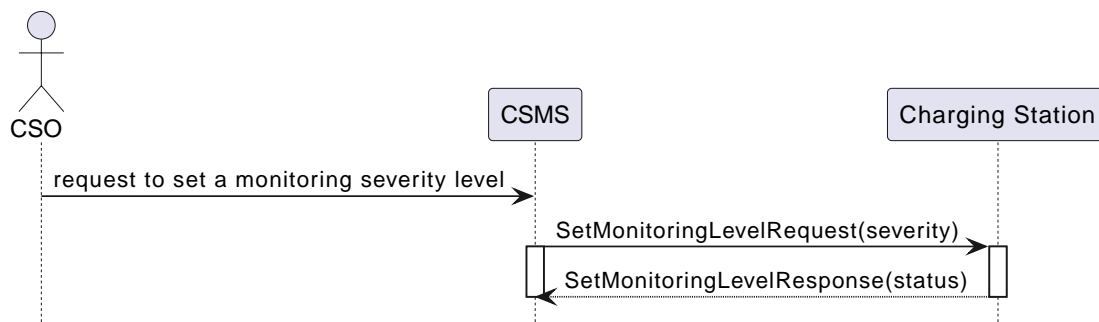 CSO
CSMS
Charging Station
request to set a monitoring severity level
SetMonitoringLevelRequest(severity)
SetMonitoringLevelResponse(status)